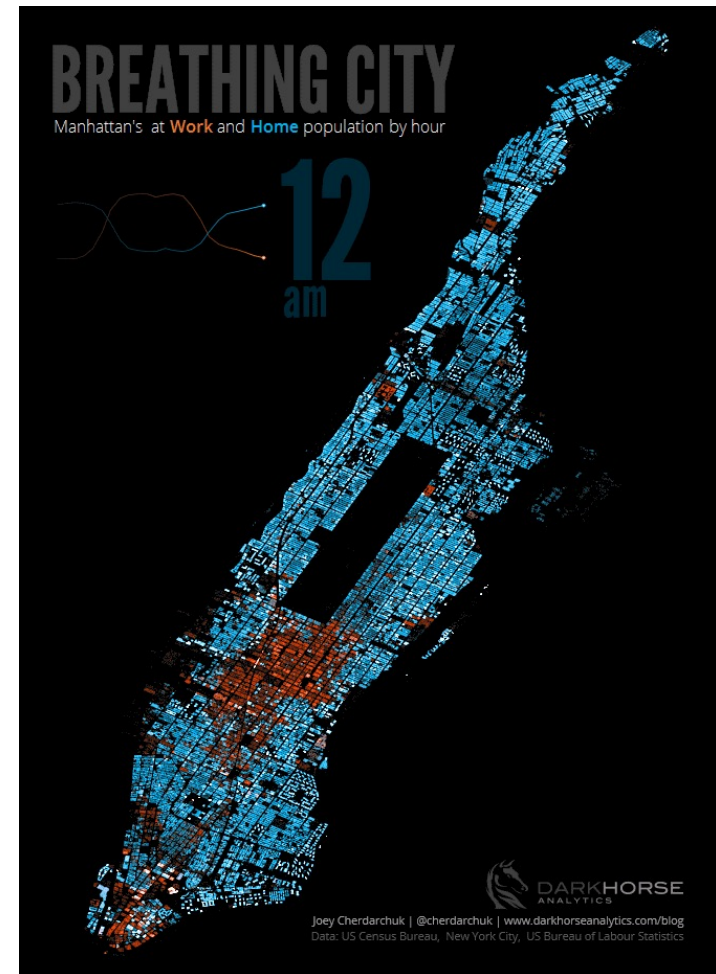 BREATHING CITY
Manhattan's at Work and Home population by hour
12
am
DARKHORSE
ANALYTICS
Joey Cherdarchuk | @cherdarchuk | www.darkhorseanalytics.com/blog
Data: US Census Bureau, New York City, US Bureau of Labour Statistics